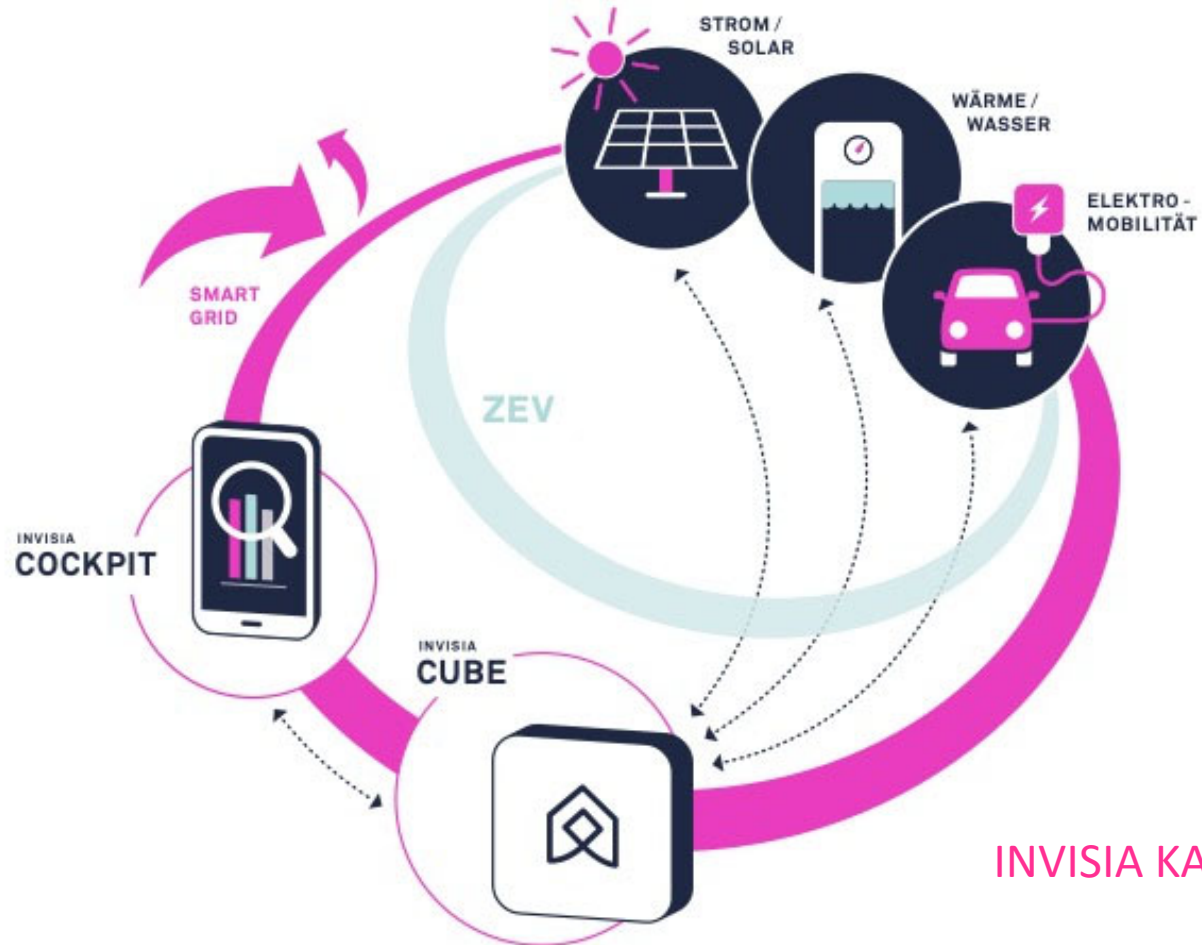 STROM /
SOLAR
WÄRME /
WASSER
ELEKTRO-
MOBILITÄT
SMART
GRID
ZEV
INVISIA
COCKPIT
INVISIA
CUBE
INVISIA KA